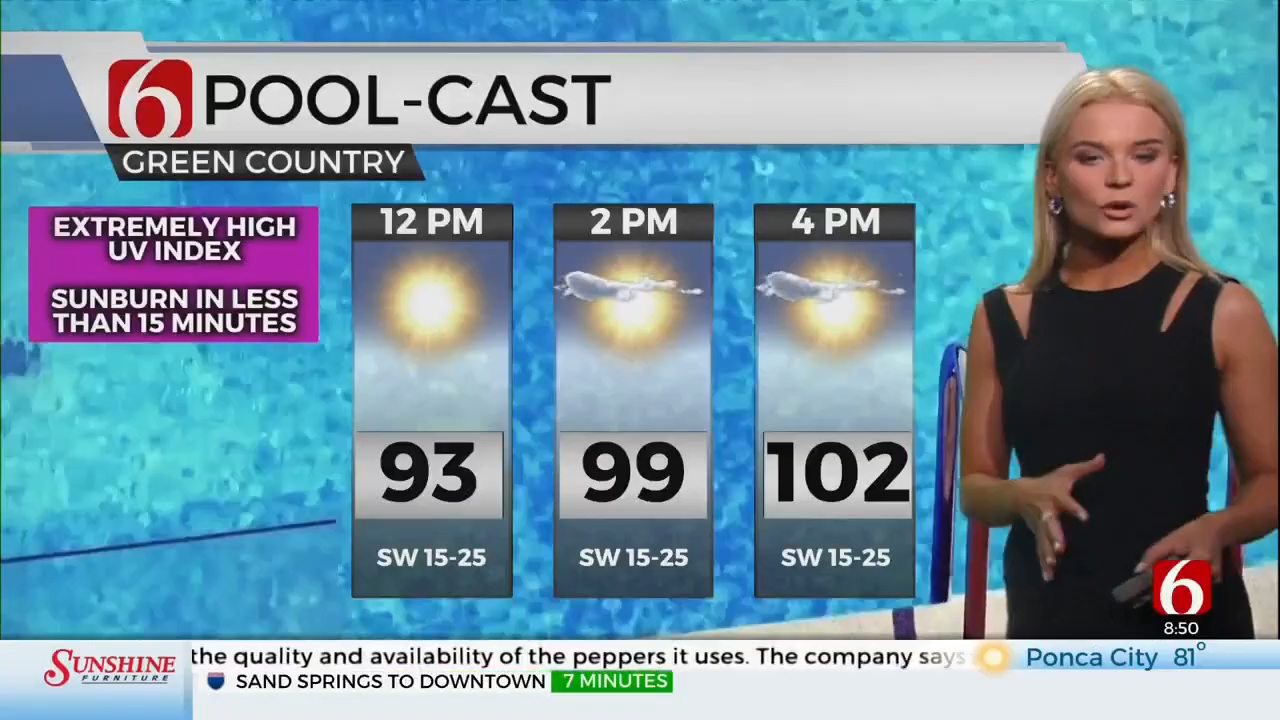 6 POOL-CAST
GREEN COUNTRY
EXTREMELY HIGH
UV INDEX
SUNBURN IN LESS
THAN 15 MINUTES
12 PM
93
SW 15-25
2 PM
99
SW 15-25
4 PM
102
SW 15-25
6
8:50
SUNSHINE
FURNITURE
the quality and availability of the peppers it uses. The company says
SAND SPRINGS TO DOWNTOWN 7 MINUTES
Ponca City 81°